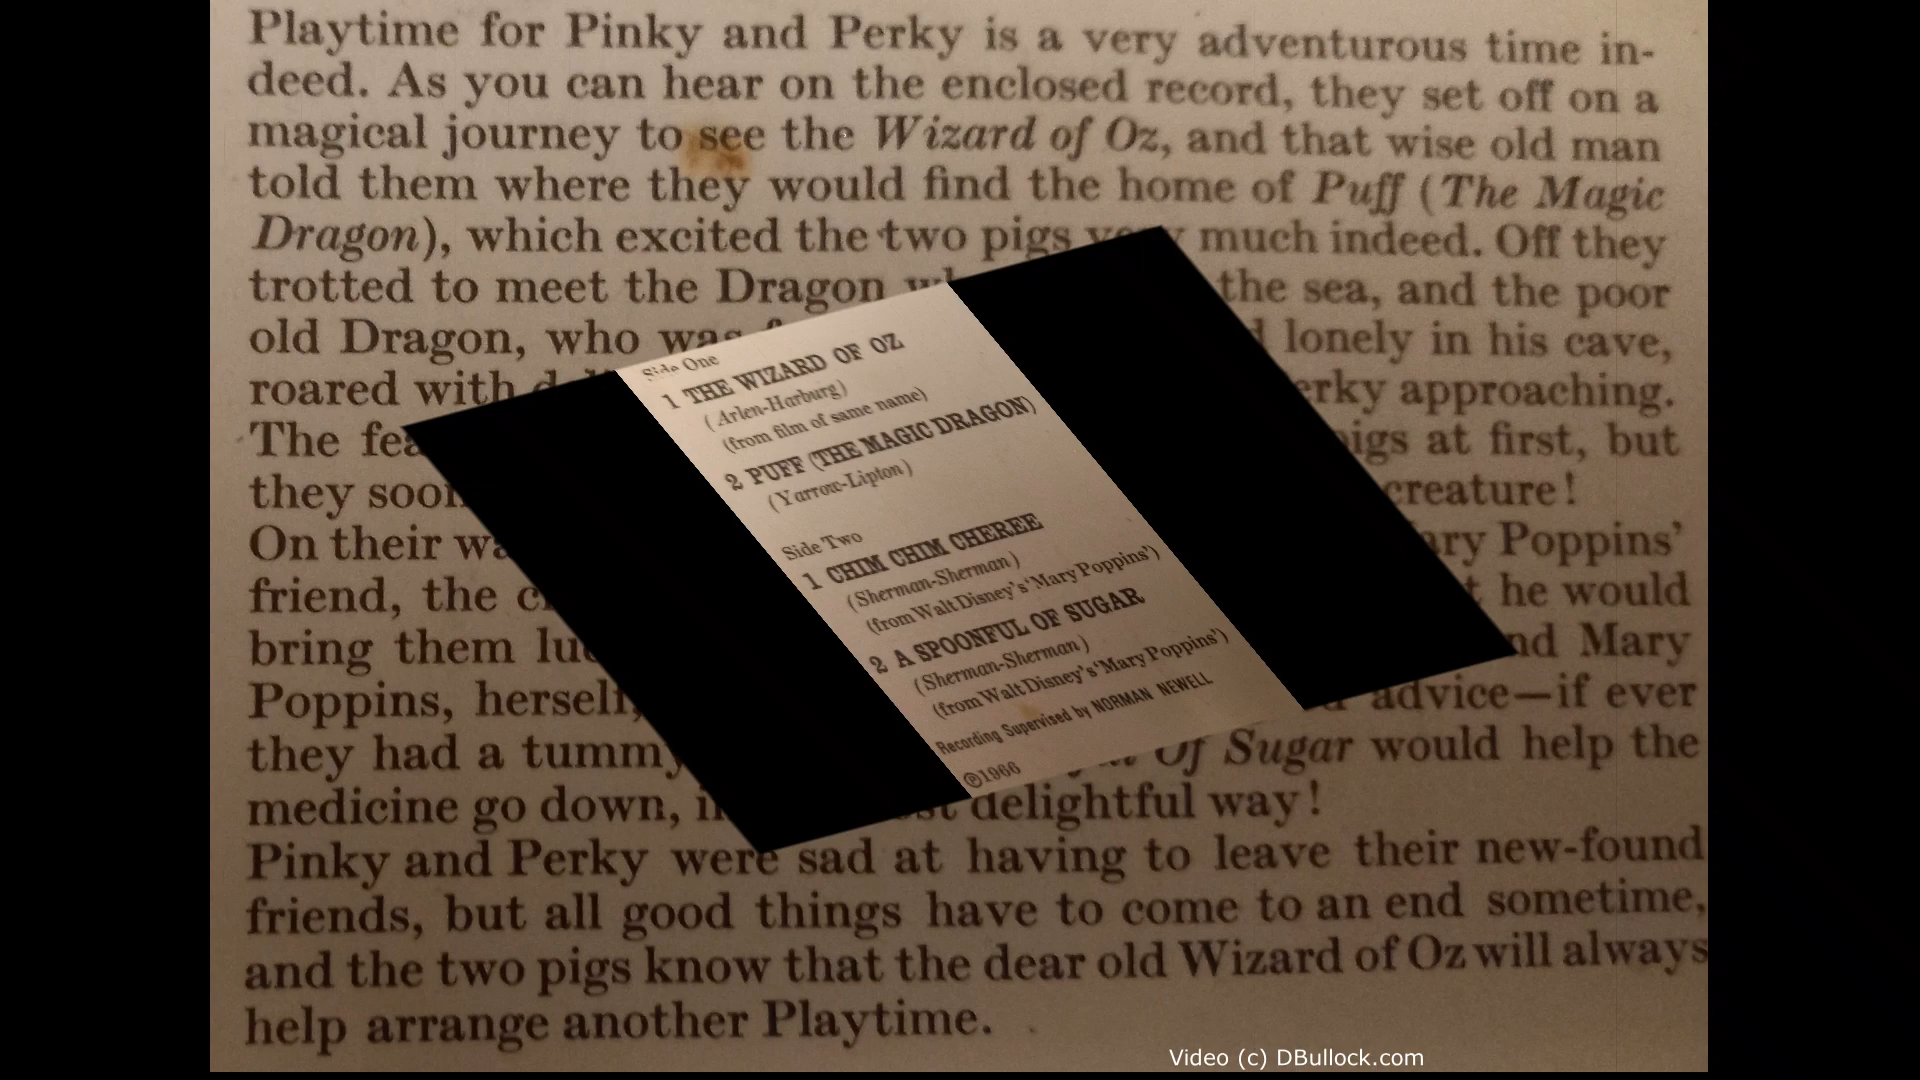 Playtime for Pinky and Perky is a very adventurous time in-
deed. As you can hear on the enclosed record, they set off on a
magical journey to see the Wizard of Oz, and that wise old man
told them where they would find the home of Puff (The Magic
Dragon), which excited the two pigs very much indeed. Off they
trotted to meet the Dragon the sea, and the poor
old Dragon, who was lonely in his cave,
roared with Perky approaching.
The pigs at first, but
they soon creature!
On their Mary Poppins'
friend, the he would
bring them and Mary
Poppins, herself, advice—if ever
they had a tummy Of Sugar would help the
medicine go down, delightful way!
Pinky and Perky were sad at having to leave their new-found
friends, but all good things have to come to an end sometime,
and the two pigs know that the dear old Wizard of Oz will always
help arrange another Playtime.
Side One
1 THE WIZARD OF OZ
(Arlen-Harburg)
(from film of same name)
2 PUFF (THE MAGIC DRAGON)
(Yarrow-Lipton)
Side Two
1 CHIM CHIM CHEREE
(Sherman-Sherman)
(from Walt Disney's 'Mary Poppins')
2 A SPOONFUL OF SUGAR
(Sherman-Sherman)
(from Walt Disney's 'Mary Poppins')
Recording Supervised by NORMAN NEWELL
℗1966
Video (c) DBullock.com